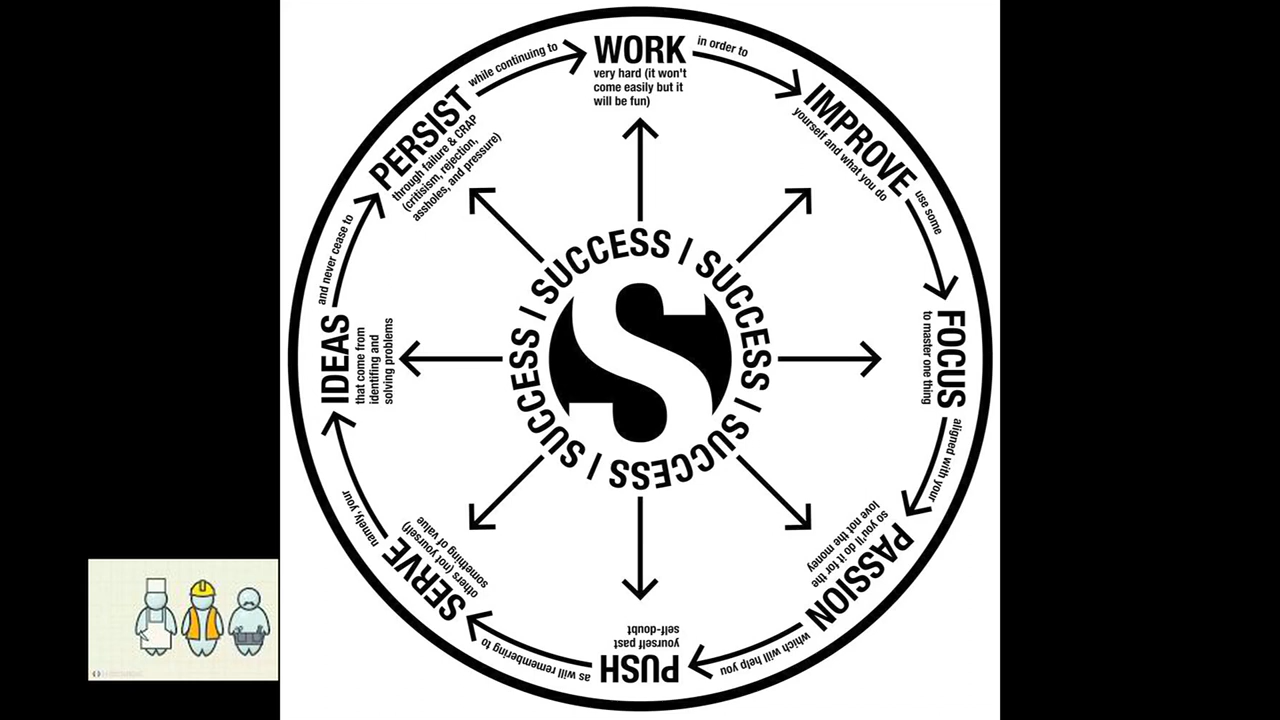 WORK
very hard (it won't
come easily but it
will be fun)
in order to
IMPROVE
yourself and what you do
use some
FOCUS
to master one thing
aligned with your
PASSION
so you'll do it for the
love not the money
which will help you
PUSH
yourself past
self-doubt
as will remembering to
SERVE
others (not yourself)
something of value
namely, your
IDEAS
that come from
identifing and
solving problems
and never cease to
PERSIST
through failure & CRAP
(critisism, rejection,
assholes, and pressure)
while continuing to
SUCCESS / SUCCESS / SUCCESS / SUCCESS / SUCCESS /
S